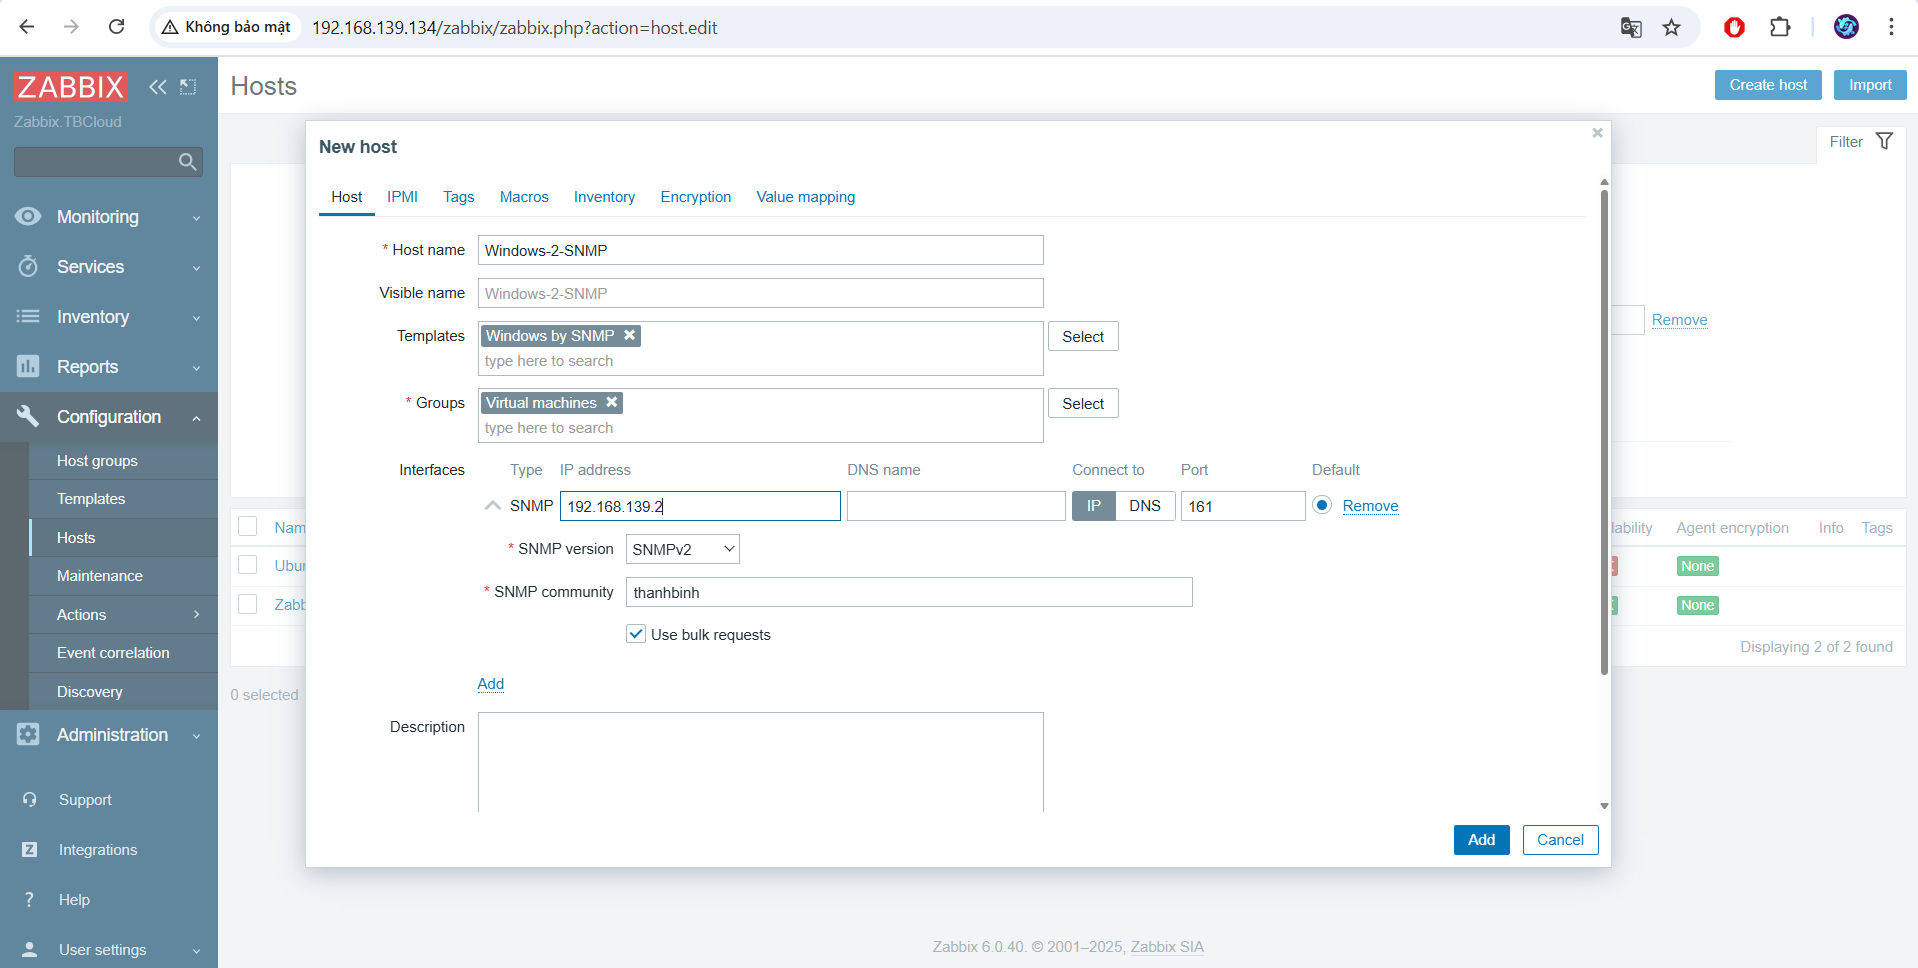 Không bảo mật 192.168.139.134/zabbix/zabbix.php?action=host.edit
ZABBIX
Zabbix.TBCloud
Monitoring
Services
Inventory
Reports
Configuration
Host groups
Templates
Hosts
Maintenance
Actions
Event correlation
Discovery
Administration
Support
Integrations
Help
User settings
Hosts
Create host
Import
Filter
New host
Host IPMI Tags Macros Inventory Encryption Value mapping
* Host name Windows-2-SNMP
Visible name Windows-2-SNMP
Templates Windows by SNMP Select
type here to search
* Groups Virtual machines Select
type here to search
Interfaces Type IP address DNS name Connect to Port Default
SNMP 192.168.139.2 IP DNS 161 Remove
* SNMP version SNMPv2
* SNMP community thanhbinh
Use bulk requests
Add
Description
Add Cancel
Remove
Agent encryption Info Tags
None
None
Displaying 2 of 2 found
0 selected
Zabbix 6.0.40. © 2001–2025, Zabbix SIA